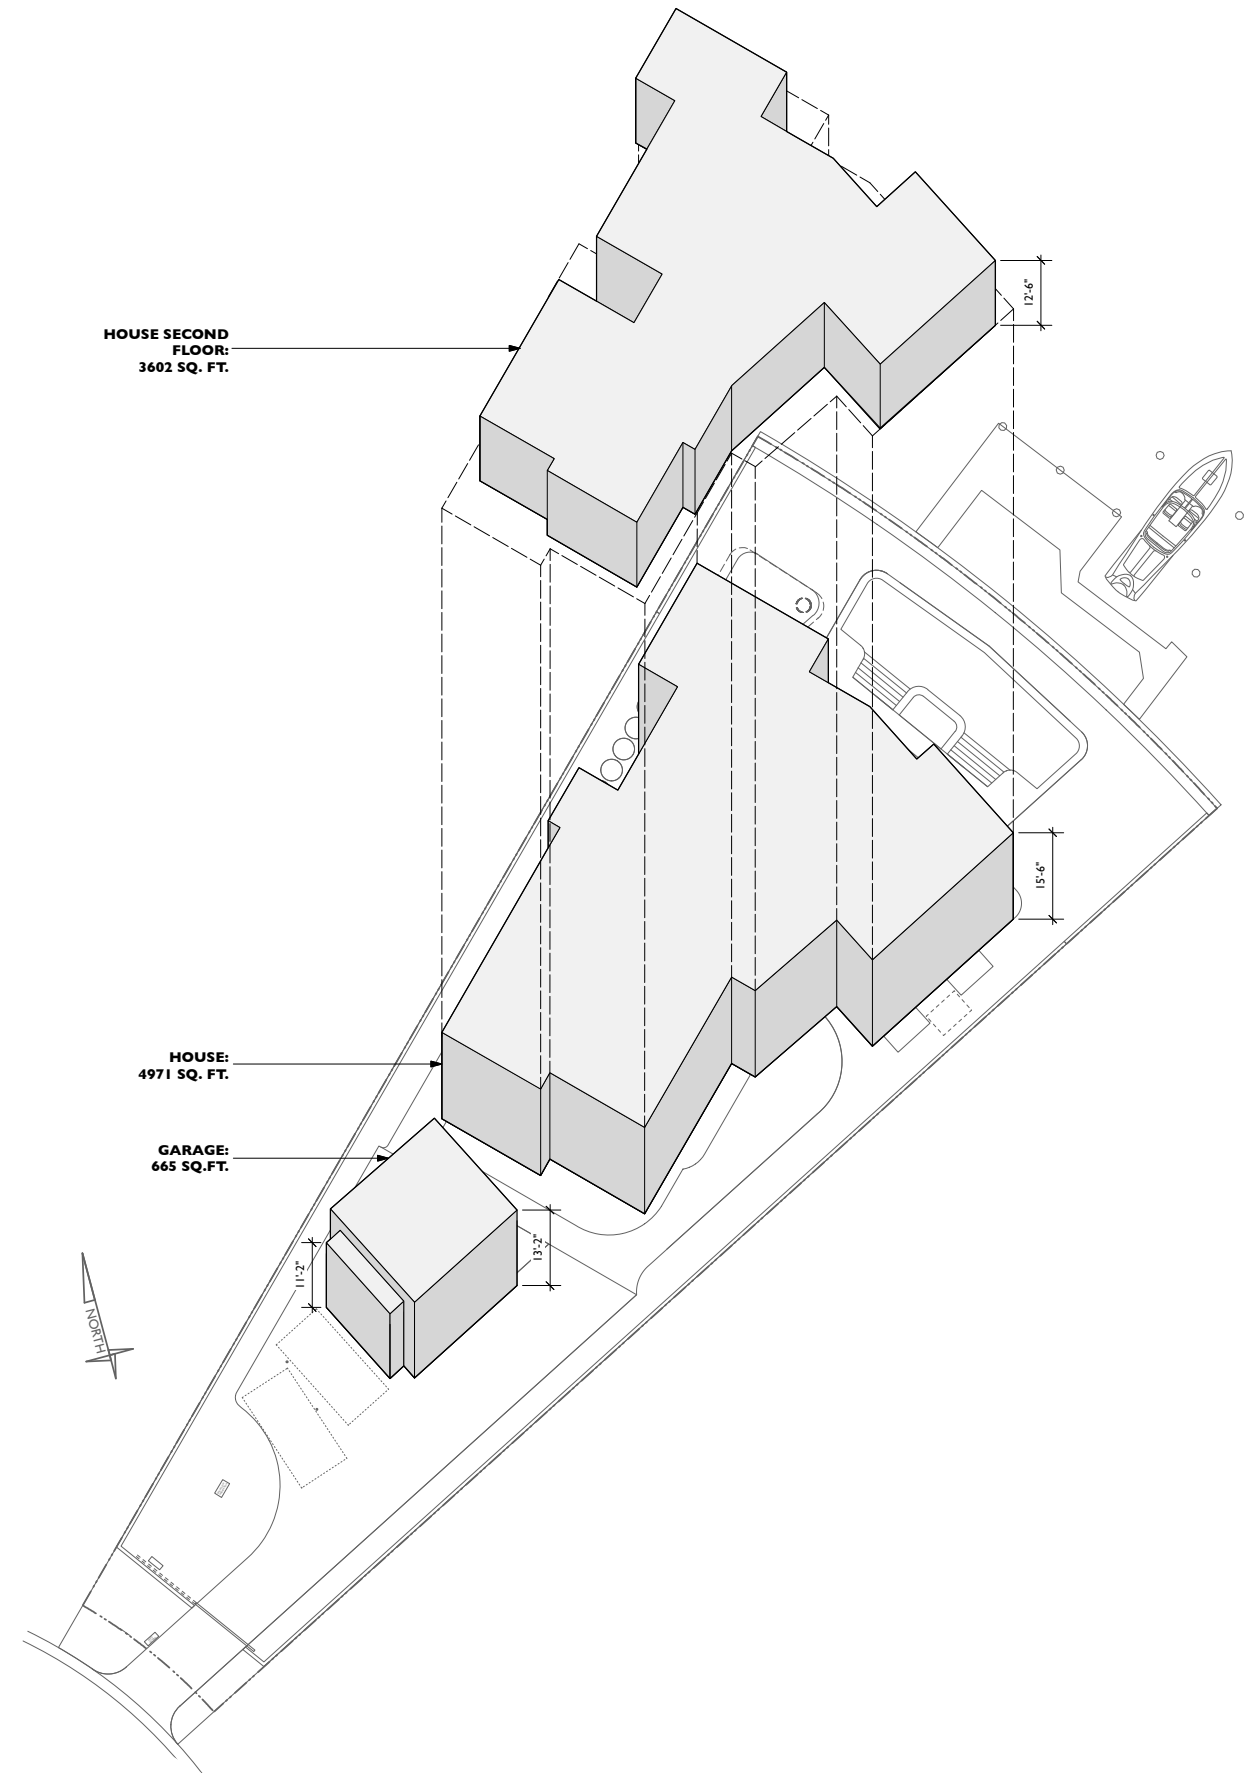 12'-6"
HOUSE SECOND
FLOOR:
3602 SQ. FT.
15'-6"
HOUSE:
4971 SQ. FT.
GARAGE:
665 SQ.FT.
13'-2"
11'-2"
NORTH